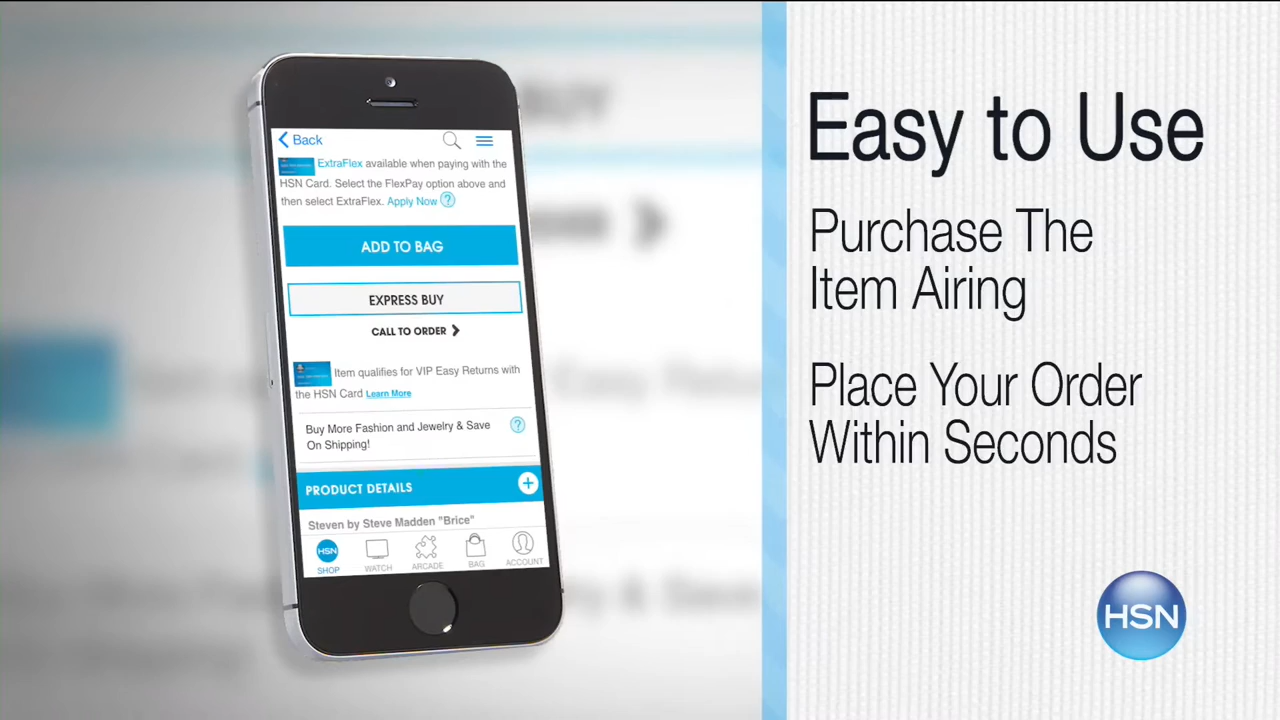 Back
ExtraFlex available when paying with the
HSN Card. Select the FlexPay option above and
then select ExtraFlex. Apply Now ?
ADD TO BAG
EXPRESS BUY
CALL TO ORDER
Item qualifies for VIP Easy Returns with
the HSN Card Learn More
Buy More Fashion and Jewelry & Save ?
On Shipping!
PRODUCT DETAILS +
Steven by Steve Madden "Brice"
HSN
SHOP WATCH ARCADE BAG ACCOUNT
Easy to Use
Purchase The
Item Airing
Place Your Order
Within Seconds
HSN